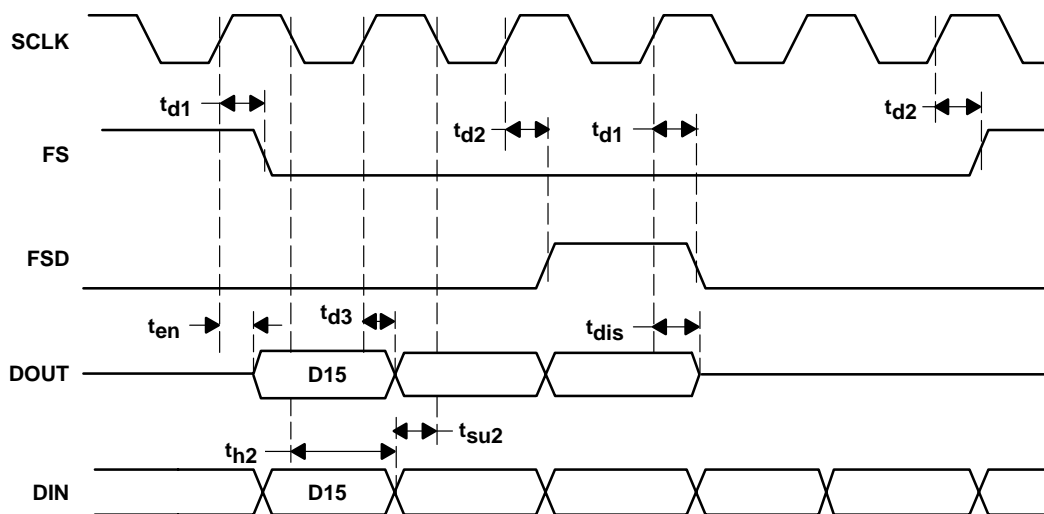 SCLK
td1
td2
td1
td2
FS
FSD
ten
td3
tdis
DOUT
D15
th2
tsu2
DIN
D15